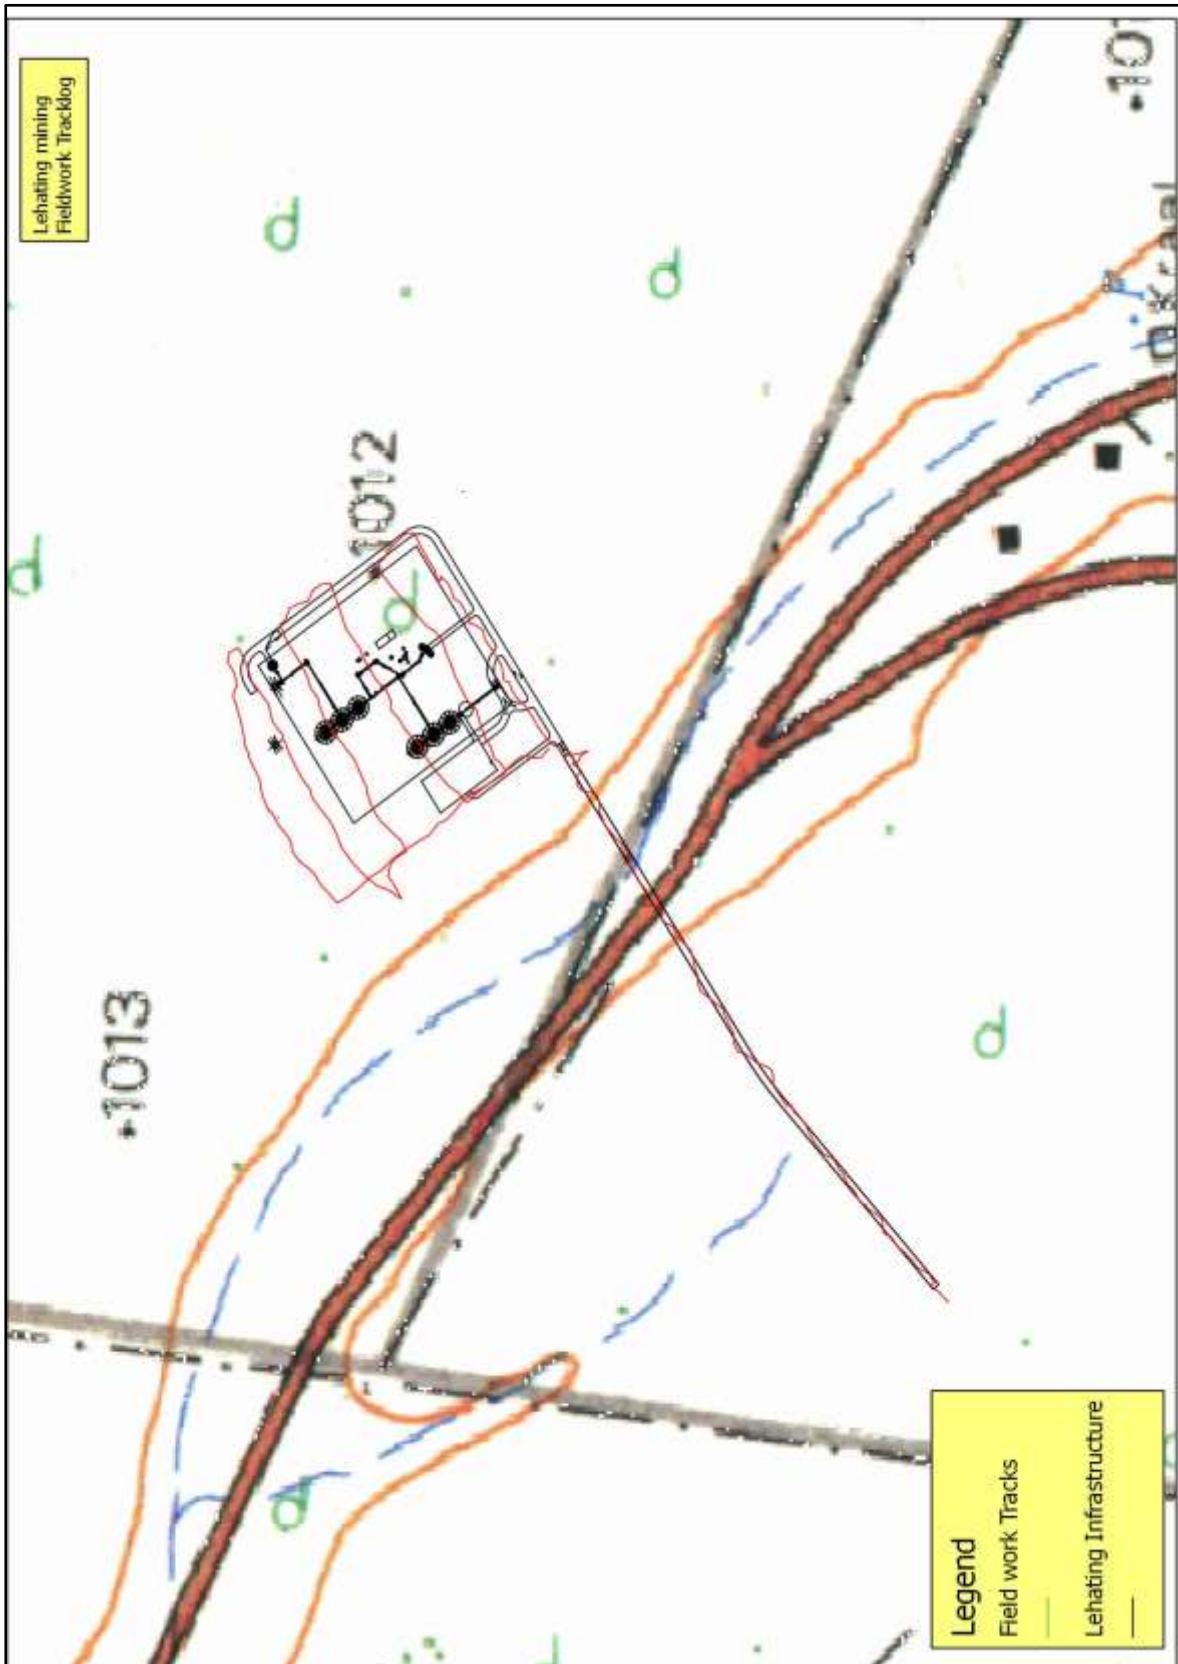 Lehating mining
Fieldwork Tracklog
1012
1013
Legend
Field work Tracks
Lehating Infrastructure